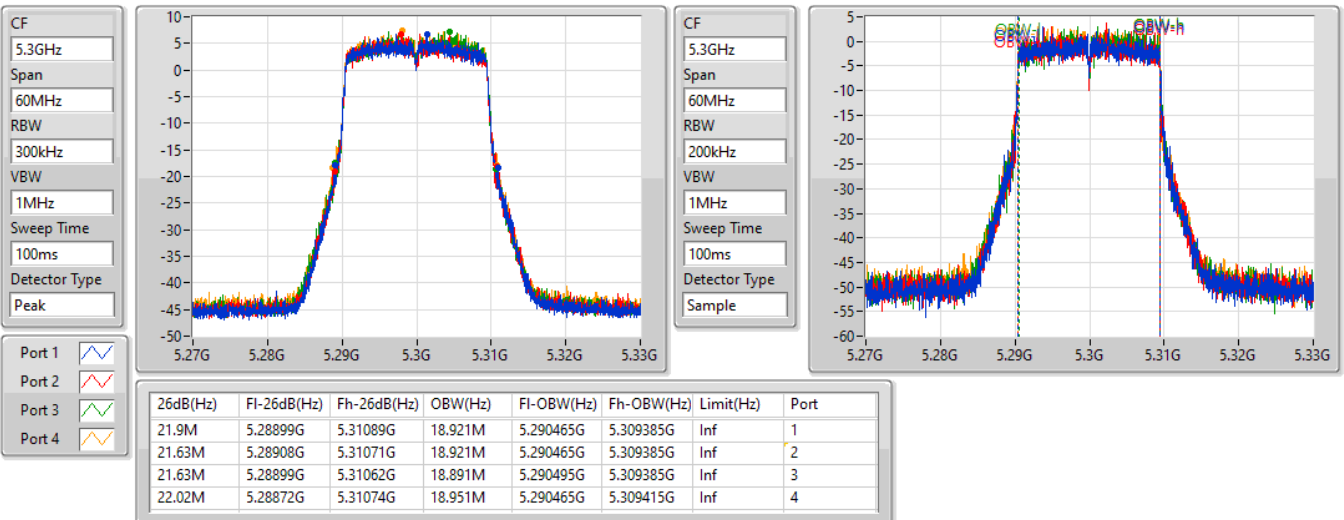 CF
5.3GHz
Span
60MHz
RBW
300kHz
VBW
1MHz
Sweep Time
100ms
Detector Type
Peak
10
5
0
-5
-10
-15
-20
-25
-30
-35
-40
-45
-50
5.27G 5.28G 5.29G 5.3G 5.31G 5.32G 5.33G
CF
5.3GHz
Span
60MHz
RBW
200kHz
VBW
1MHz
Sweep Time
100ms
Detector Type
Sample
OBW-h
5
0
-5
-10
-15
-20
-25
-30
-35
-40
-45
-50
-55
-60
5.27G 5.28G 5.29G 5.3G 5.31G 5.32G 5.33G
Port 1
Port 2
Port 3
Port 4
26dB(Hz) Fl-26dB(Hz) Fh-26dB(Hz) OBW(Hz) Fl-OBW(Hz) Fh-OBW(Hz) Limit(Hz) Port
21.9M 5.28899G 5.31089G 18.921M 5.290465G 5.309385G Inf 1
21.63M 5.28908G 5.31071G 18.921M 5.290465G 5.309385G Inf 2
21.63M 5.28899G 5.31062G 18.891M 5.290495G 5.309385G Inf 3
22.02M 5.28872G 5.31074G 18.951M 5.290465G 5.309415G Inf 4